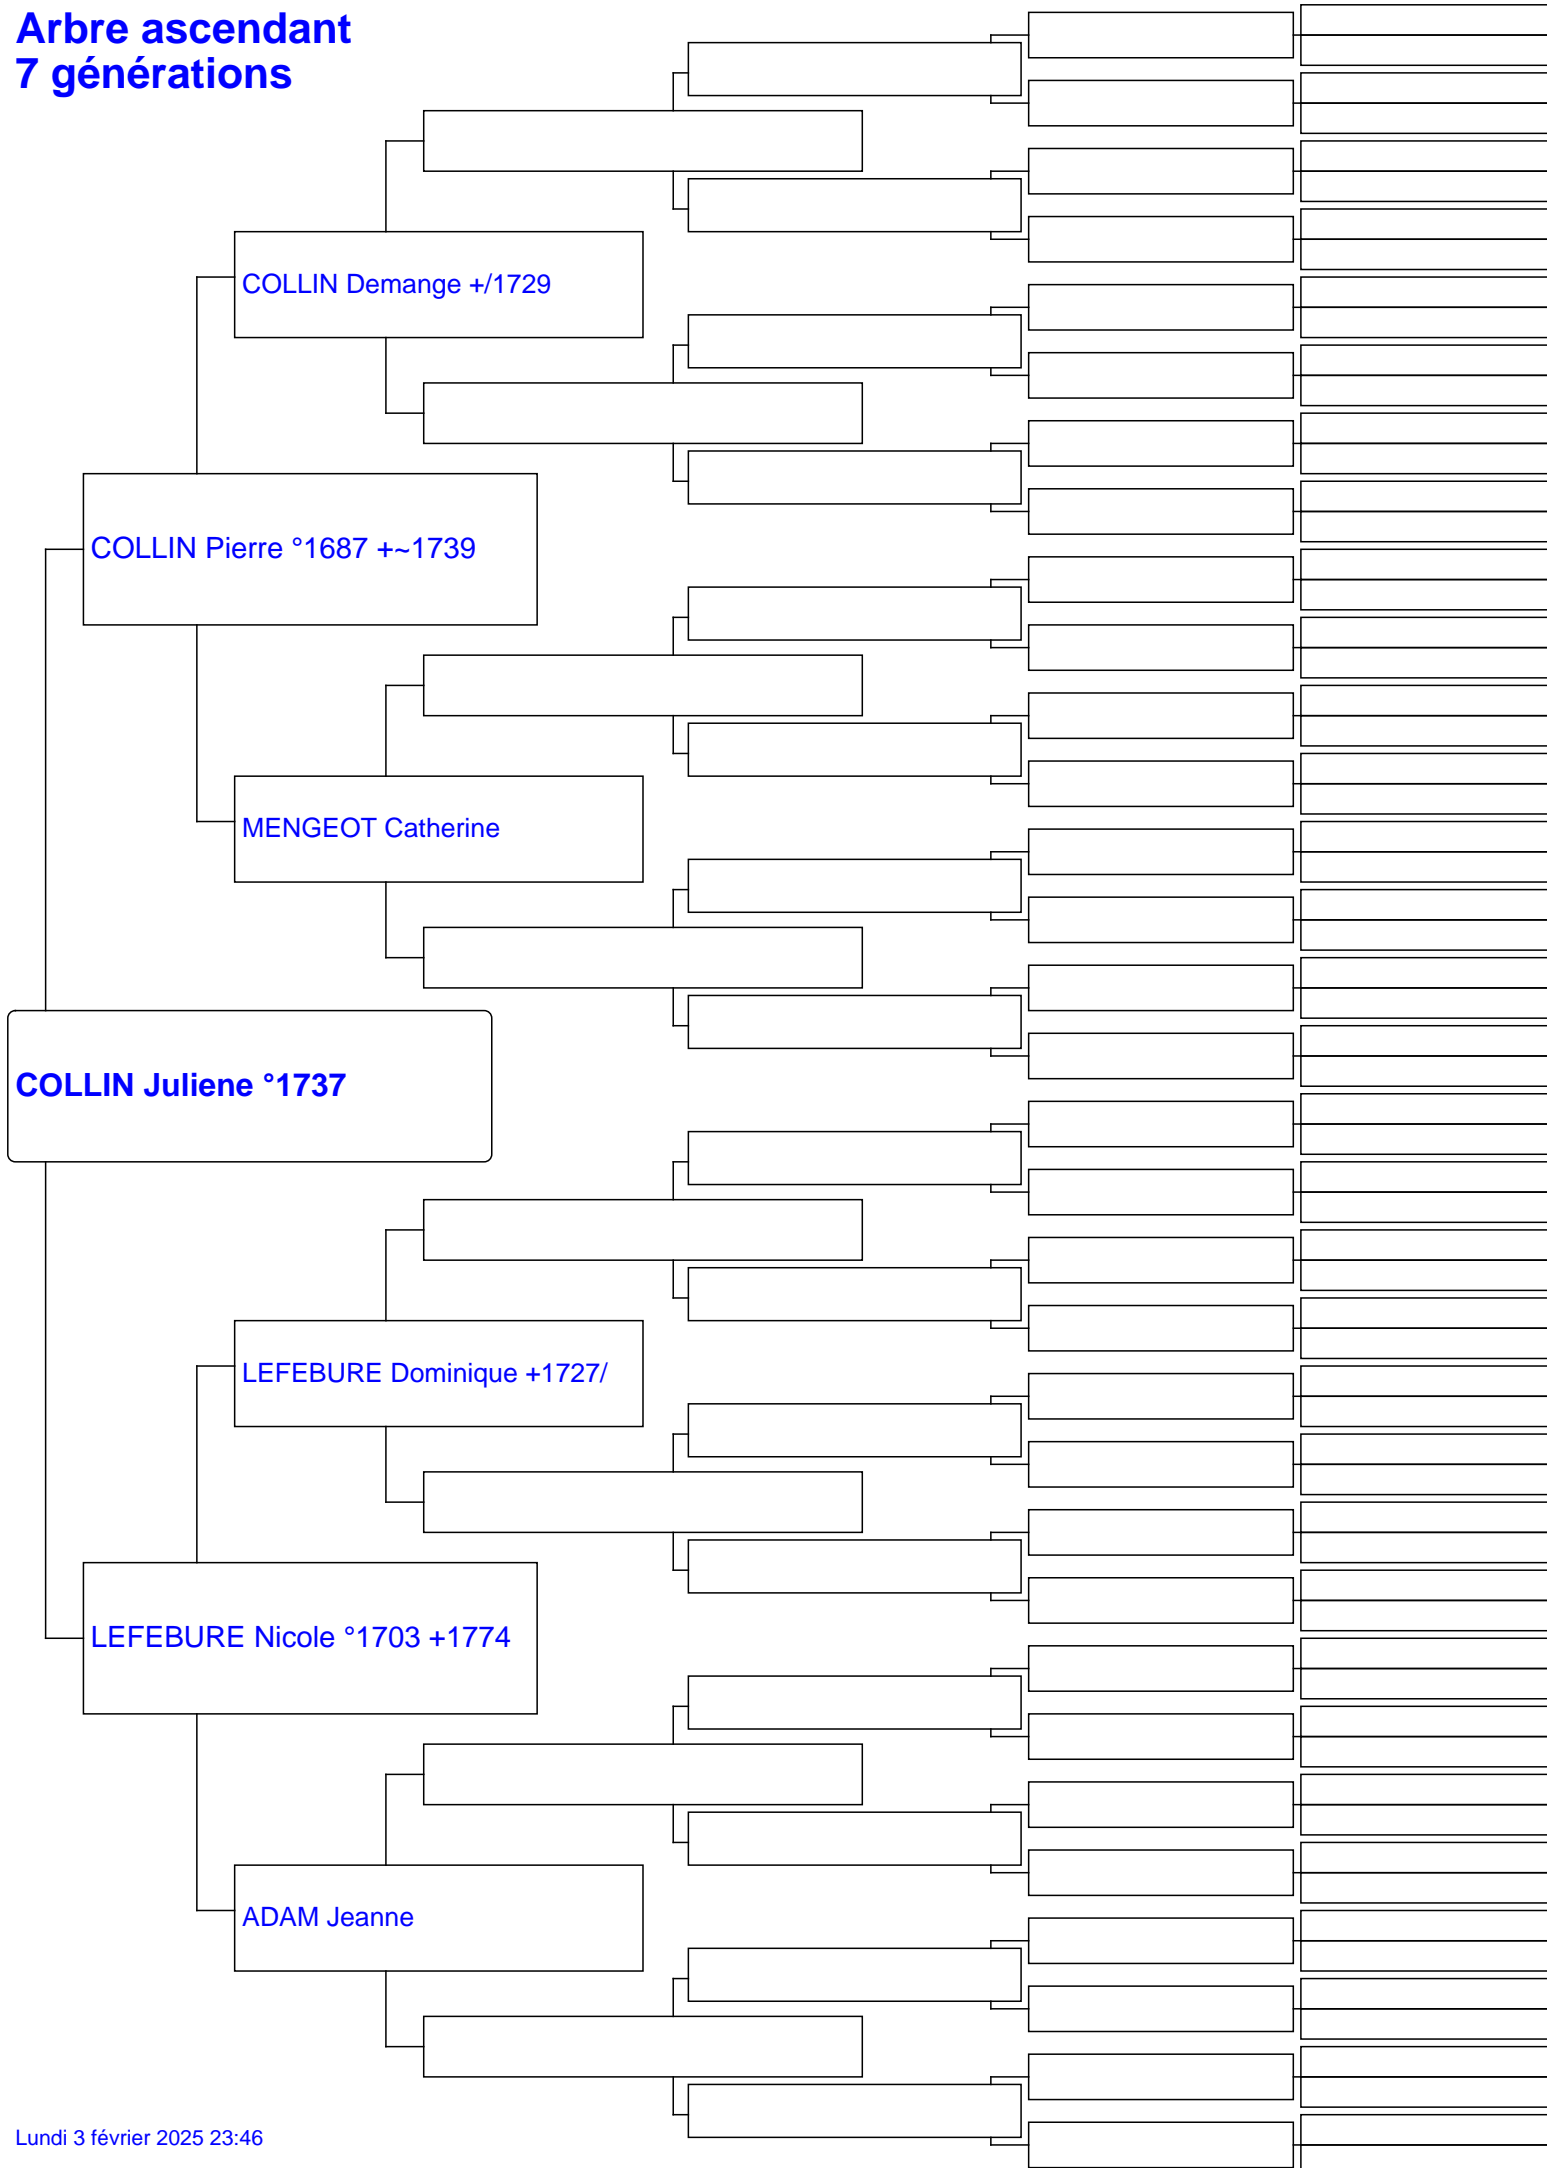 Arbre ascendant
7 générations
COLLIN Demange +/1729
COLLIN Pierre °1687 +~1739
MENGEOT Catherine
COLLIN Juliene °1737
LEFEBURE Dominique +1727/
LEFEBURE Nicole °1703 +1774
ADAM Jeanne
Lundi 3 février 2025 23:46